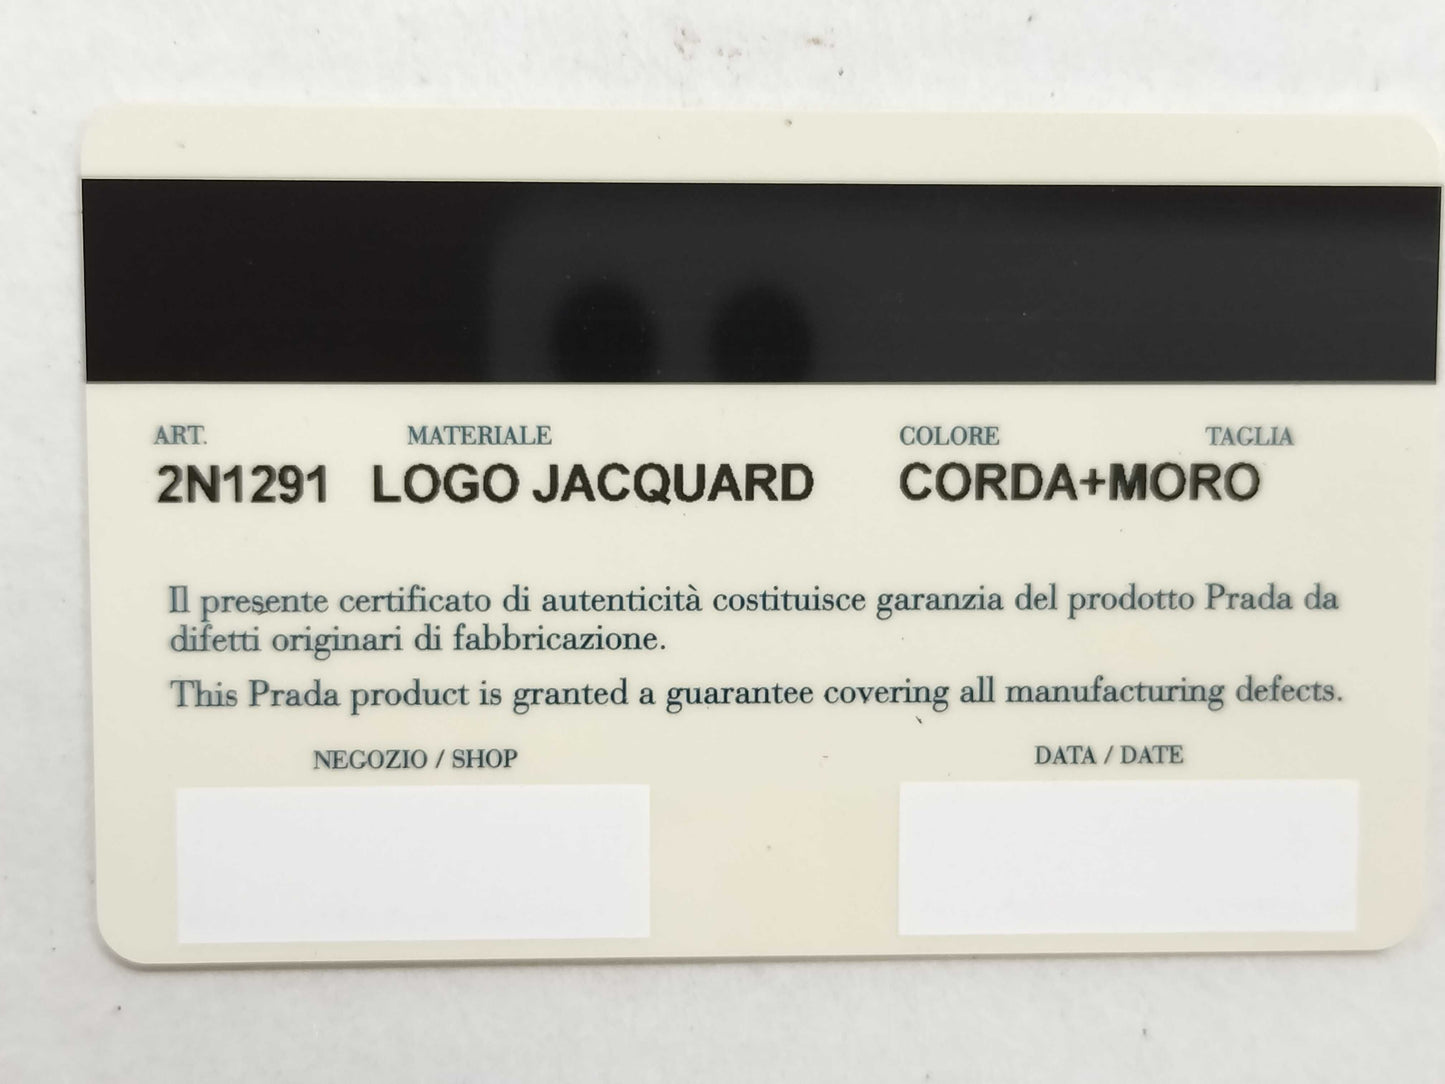 ART. MATERIALE COLORE TAGLIA
2N1291 LOGO JACQUARD CORDA+MORO
Il presente certificato di autenticità costituisce garanzia del prodotto Prada da
difetti originari di fabbricazione.
This Prada product is granted a guarantee covering all manufacturing defects.
NEGOZIO / SHOP DATA / DATE